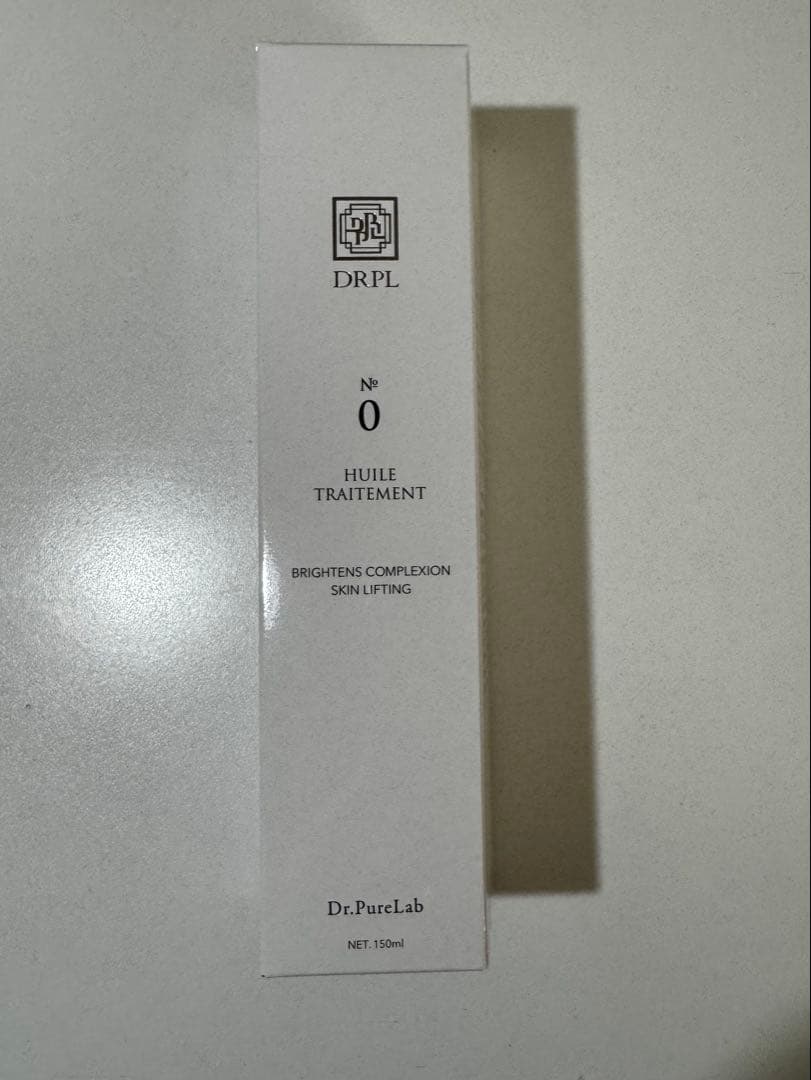 DRPL
№
0
HUILE
TRAITEMENT
BRIGHTENS COMPLEXION
SKIN LIFTING
Dr.PureLab
NET. 150ml